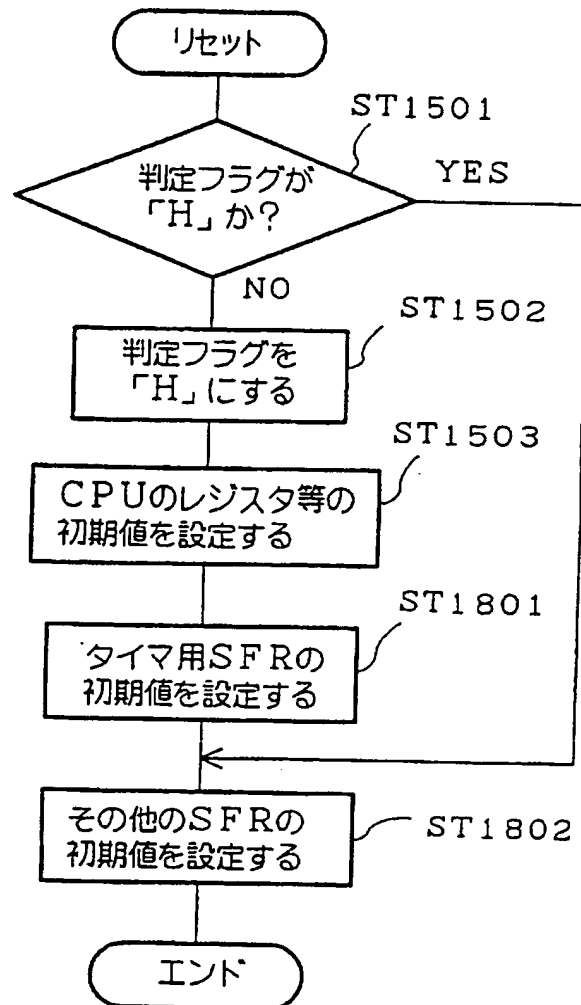 リセット
ST1501
判定フラグが
「H」か?
YES
NO
ST1502
判定フラグを
「H」にする
ST1503
CPUのレジスタ等の
初期値を設定する
ST1801
タイマ用SFRの
初期値を設定する
その他のSFRの
初期値を設定する
ST1802
エンド